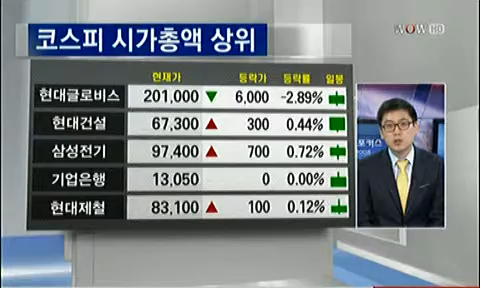 WOW HD
코스피 시가총액 상위
현재가 등락가 등락률 일봉
현대글로비스 201,000 ▼ 6,000 -2.89%
현대건설 67,300 ▲ 300 0.44%
삼성전기 97,400 ▲ 700 0.72%
기업은행 13,050 0 0.00%
현대제철 83,100 ▲ 100 0.12%
포커스